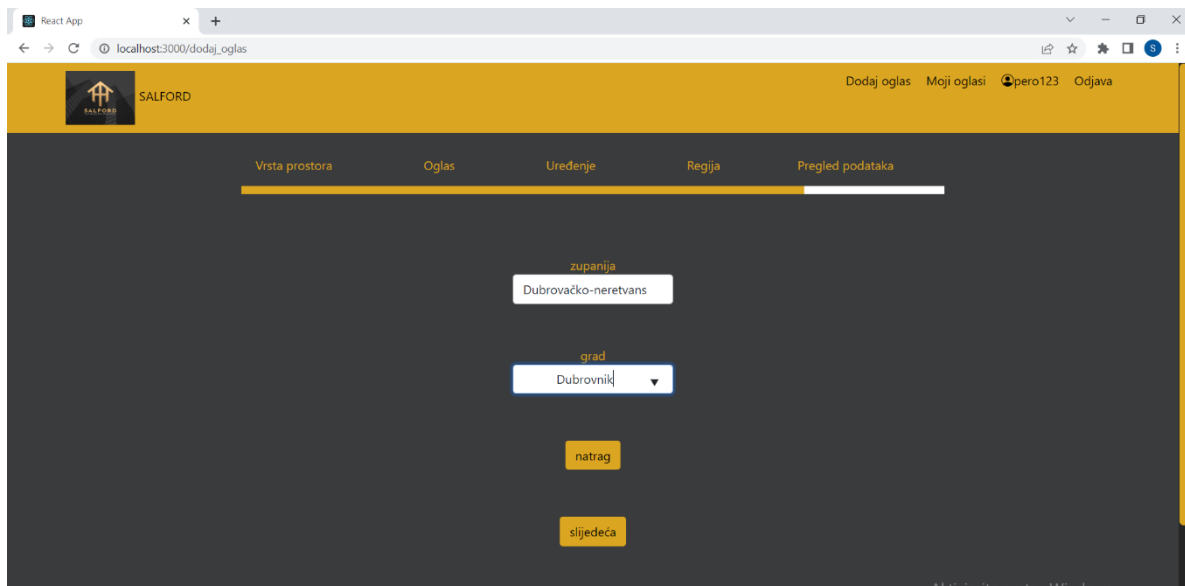 React App
localhost:3000/dodaj_oglas
S
SALFORD
SALFORD
Dodaj oglas Moji oglasi pero123 Odjava
Vrsta prostora Oglas Uređenje Regija Pregled podataka
zupanija
Dubrovačko-neretvans
grad
Dubrovnik
natrag
slijedeća